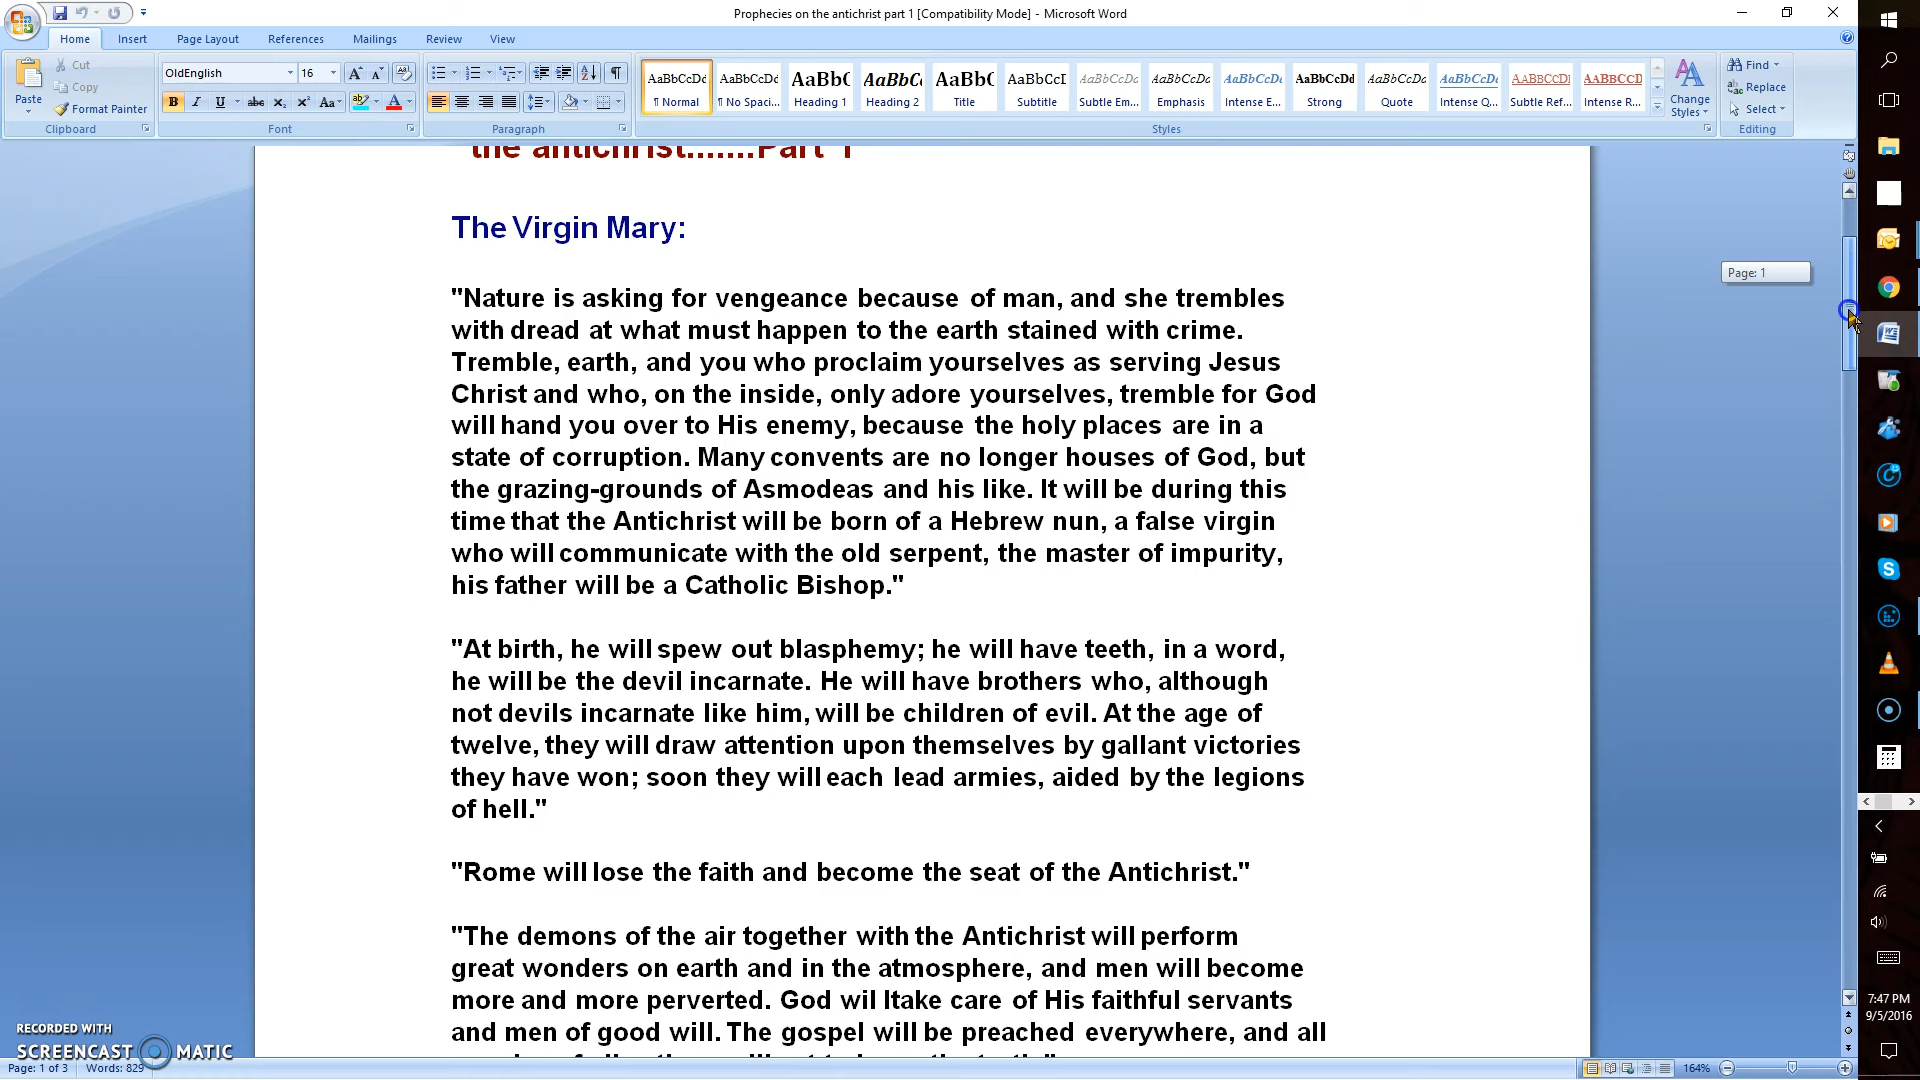 Prophecies on the antichrist part 1 [Compatibility Mode] - Microsoft Word
Home Insert Page Layout References Mailings Review View
Paste
Cut
Copy
Format Painter
Clipboard
OldEnglish 16
Font
Paragraph
AaBbCcDd AaBbCcDd AaBbC AaBbC AaBbC AaBbCcI AaBbCcDd AaBbCcDd AaBbCcDd AaBbCcDd AaBbCcDd AaBbCcDd AABBCCDD AABBCCDD
¶ Normal ¶ No Spaci... Heading 1 Heading 2 Title Subtitle Subtle Em... Emphasis Intense E... Strong Quote Intense Q... Subtle Ref... Intense R...
Change Styles
Styles
Find
Replace
Select
Editing
the antichrist.......Part 1
The Virgin Mary:
"Nature is asking for vengeance because of man, and she trembles
with dread at what must happen to the earth stained with crime.
Tremble, earth, and you who proclaim yourselves as serving Jesus
Christ and who, on the inside, only adore yourselves, tremble for God
will hand you over to His enemy, because the holy places are in a
state of corruption. Many convents are no longer houses of God, but
the grazing-grounds of Asmodeas and his like. It will be during this
time that the Antichrist will be born of a Hebrew nun, a false virgin
who will communicate with the old serpent, the master of impurity,
his father will be a Catholic Bishop."
"At birth, he will spew out blasphemy; he will have teeth, in a word,
he will be the devil incarnate. He will have brothers who, although
not devils incarnate like him, will be children of evil. At the age of
twelve, they will draw attention upon themselves by gallant victories
they have won; soon they will each lead armies, aided by the legions
of hell."
"Rome will lose the faith and become the seat of the Antichrist."
"The demons of the air together with the Antichrist will perform
great wonders on earth and in the atmosphere, and men will become
more and more perverted. God wil ltake care of His faithful servants
and men of good will. The gospel will be preached everywhere, and all
Page: 1
RECORDED WITH
SCREENCAST MATIC
Page: 1 of 3 Words: 829
164%
7:47 PM
9/5/2016